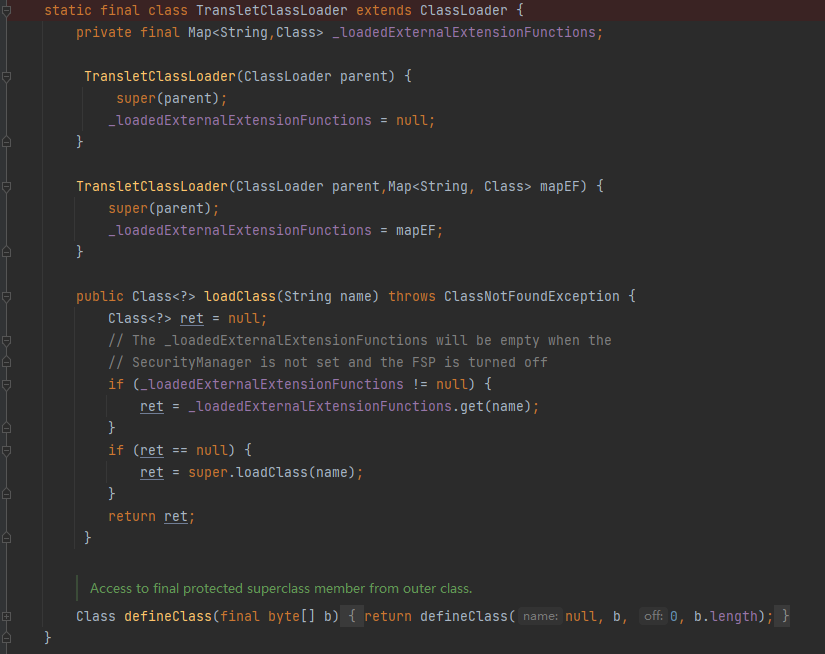 static final class TransletClassLoader extends ClassLoader {
private final Map<String,Class> _loadedExternalExtensionFunctions;
TransletClassLoader(ClassLoader parent) {
super(parent);
_loadedExternalExtensionFunctions = null;
}
TransletClassLoader(ClassLoader parent,Map<String, Class> mapEF) {
super(parent);
_loadedExternalExtensionFunctions = mapEF;
}
public Class<?> loadClass(String name) throws ClassNotFoundException {
Class<?> ret = null;
// The _loadedExternalExtensionFunctions will be empty when the
// SecurityManager is not set and the FSP is turned off
if (_loadedExternalExtensionFunctions != null) {
ret = _loadedExternalExtensionFunctions.get(name);
}
if (ret == null) {
ret = super.loadClass(name);
}
return ret;
}
Access to final protected superclass member from outer class.
Class defineClass(final byte[] b) { return defineClass( name: null, b, off: 0, b.length); }
}